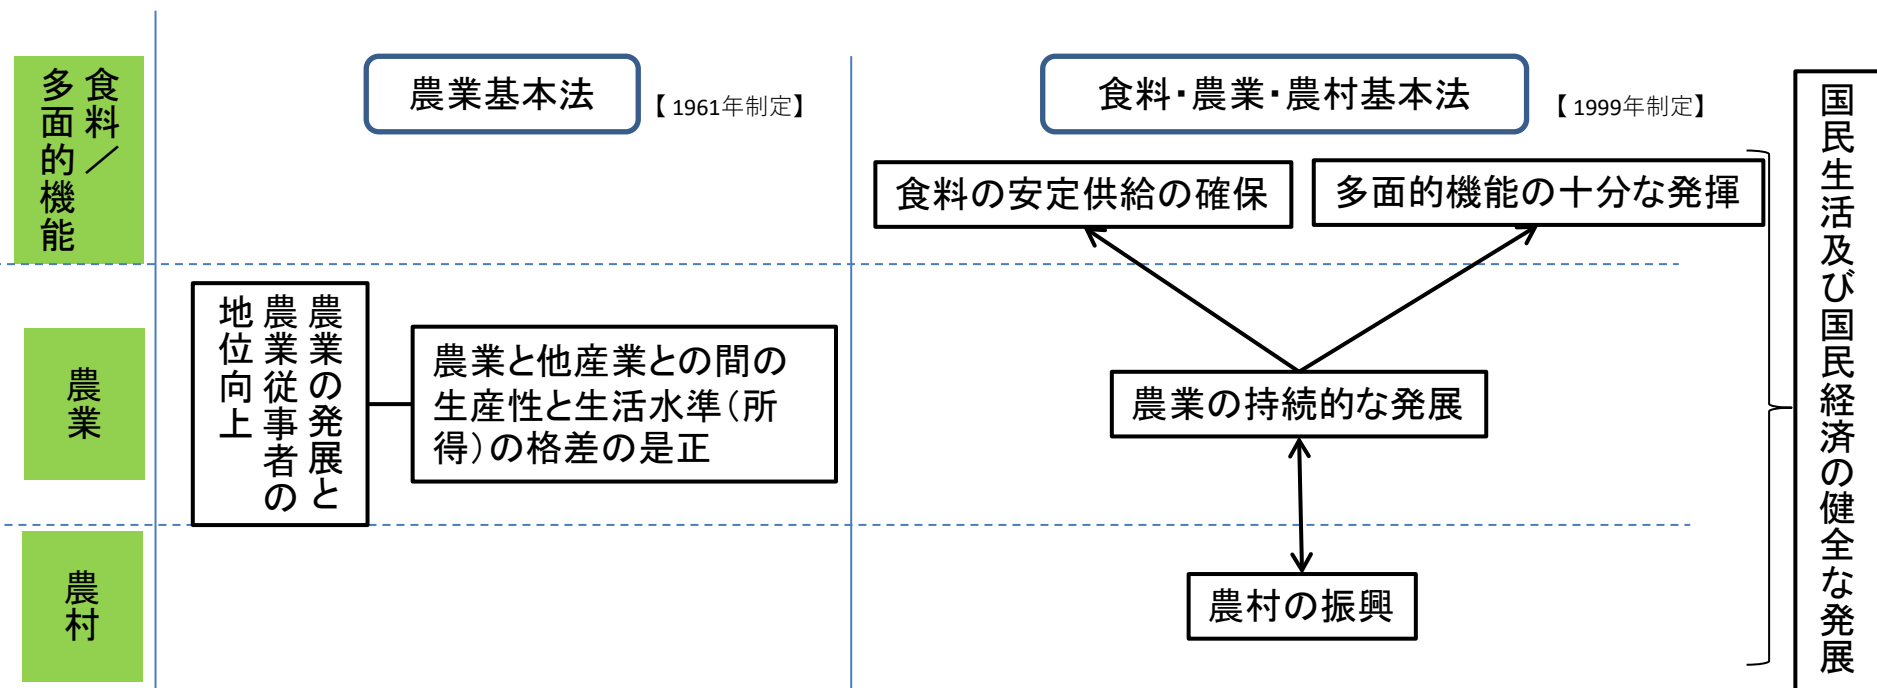 食料／
多面的機能
農業基本法
【1961年制定】
食料・農業・農村基本法
【1999年制定】
食料の安定供給の確保
多面的機能の十分な発揮
農業
農業の発展と
農業従事者の
地位向上
農業と他産業との間の
生産性と生活水準（所
得）の格差の是正
農業の持続的な発展
農村
農村の振興
国民生活及び国民経済の健全な発展